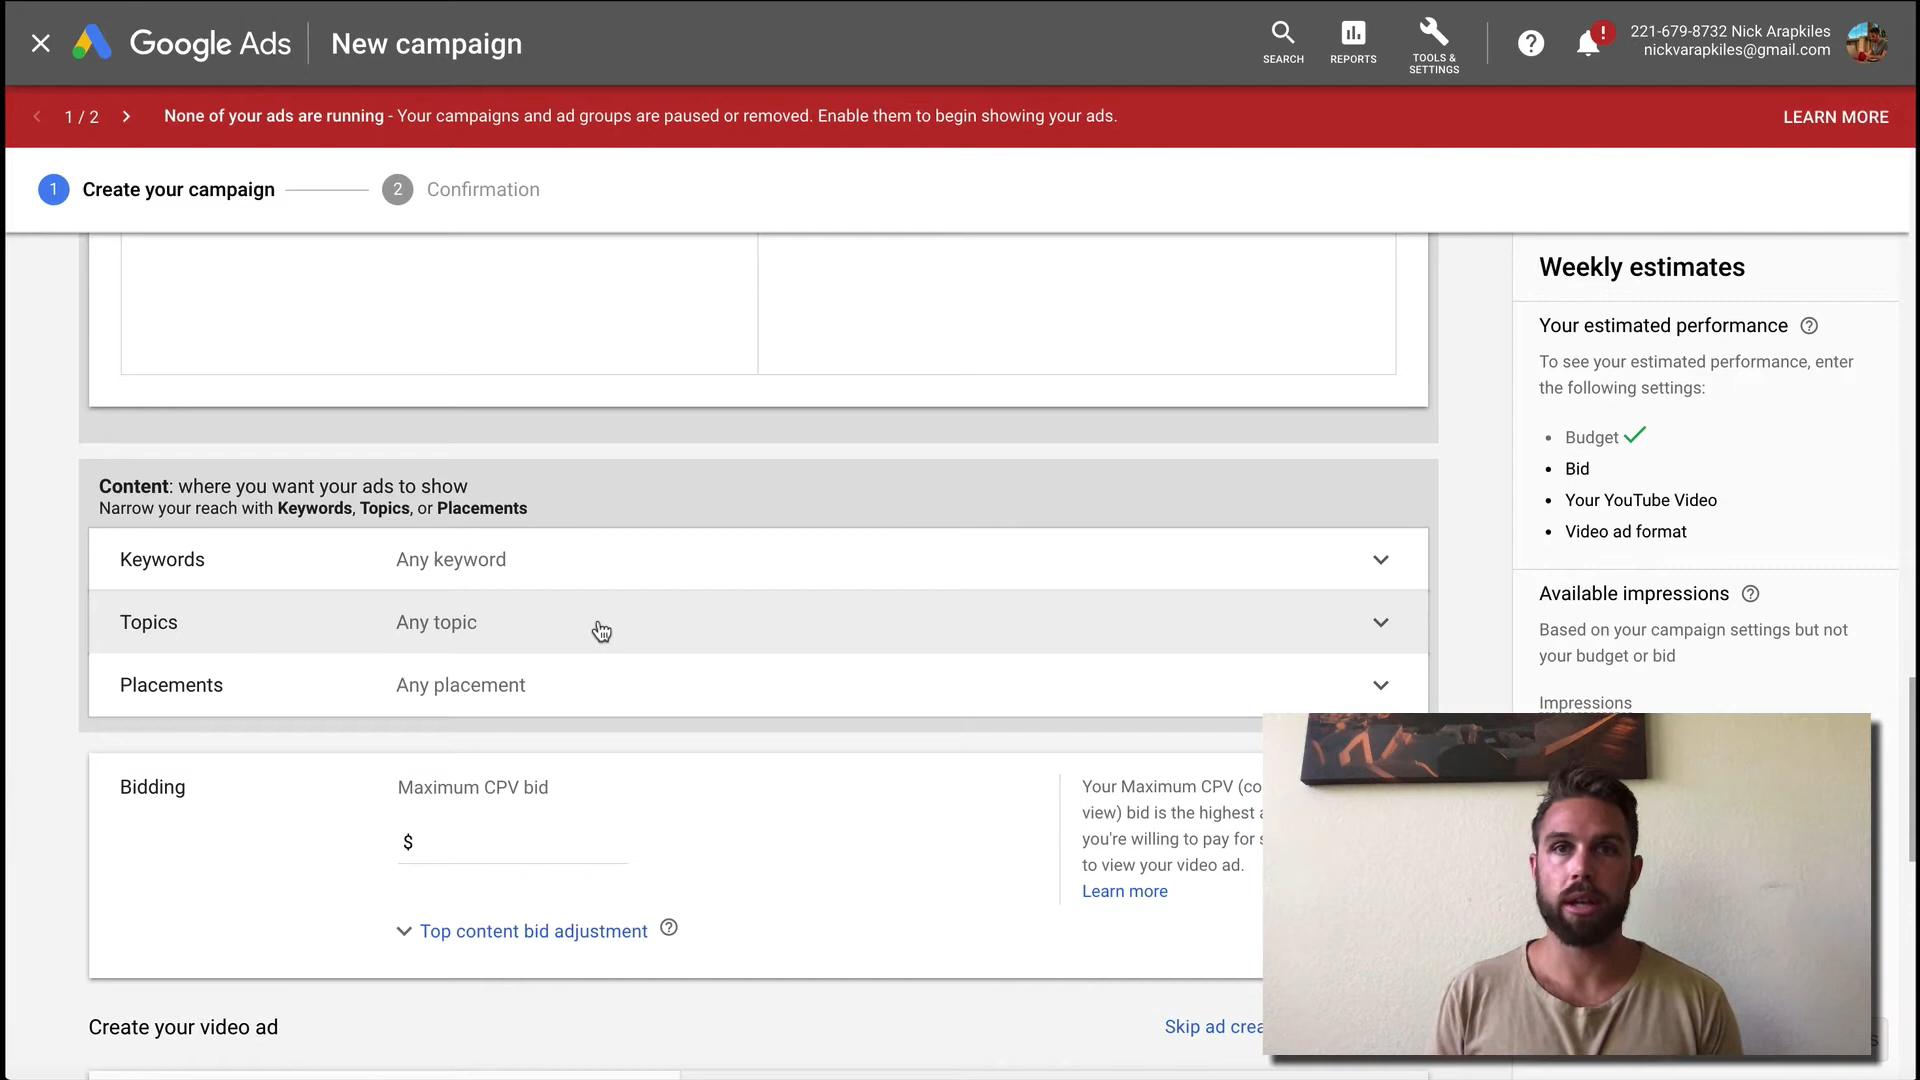 Google Ads
New campaign
SEARCH
REPORTS
TOOLS &
SETTINGS
221-679-8732 Nick Arapkiles
nickvarapkiles@gmail.com
1 / 2
None of your ads are running - Your campaigns and ad groups are paused or removed. Enable them to begin showing your ads.
LEARN MORE
1 Create your campaign
2 Confirmation
Content: where you want your ads to show
Narrow your reach with Keywords, Topics, or Placements
Keywords Any keyword
Topics Any topic
Placements Any placement
Bidding
Maximum CPV bid
$
Top content bid adjustment
Your Maximum CPV (co
view) bid is the highest
you're willing to pay for
to view your video ad.
Learn more
Create your video ad
Skip ad crea
Weekly estimates
Your estimated performance
To see your estimated performance, enter
the following settings:
• Budget
• Bid
• Your YouTube Video
• Video ad format
Available impressions
Based on your campaign settings but not
your budget or bid
Impressions